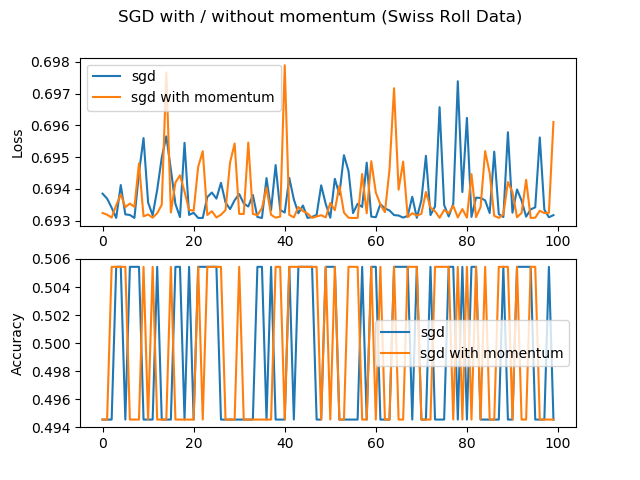 SGD with / without momentum (Swiss Roll Data)
0.698
0.697
0.696
0.695
0.694
0.693
Loss
sgd
sgd with momentum
0 20 40 60 80 100
0.506
0.504
0.502
0.500
0.498
0.496
0.494
Accuracy
sgd
sgd with momentum
0 20 40 60 80 100